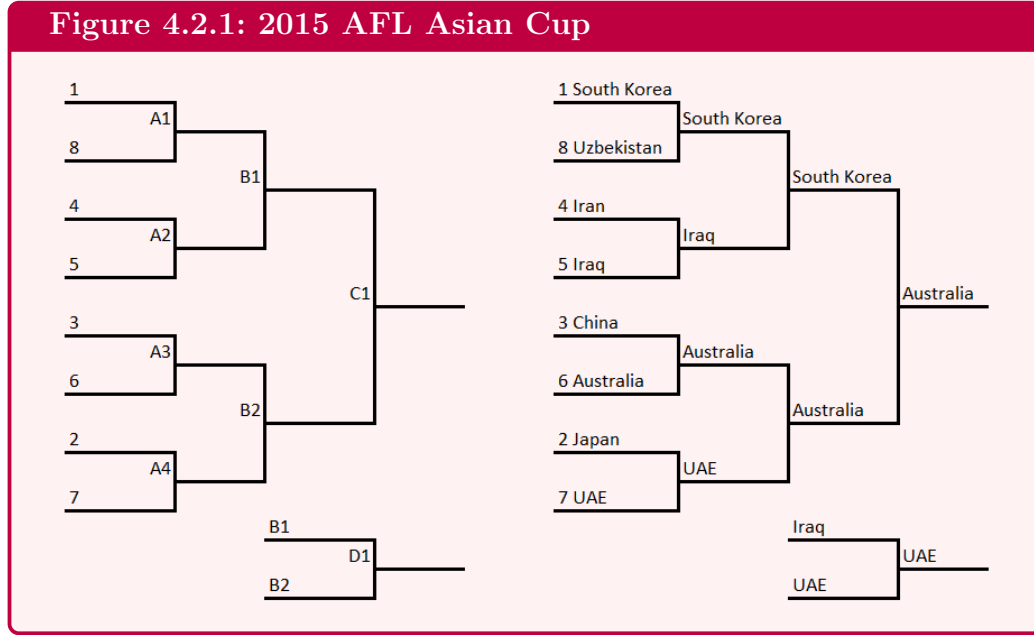 Figure 4.2.1: 2015 AFL Asian Cup
1
A1
8
B1
4
A2
5
C1
3
A3
6
B2
2
A4
7
B1
D1
B2
1 South Korea
South Korea
8 Uzbekistan
South Korea
4 Iran
Iraq
5 Iraq
Australia
3 China
Australia
6 Australia
Australia
2 Japan
UAE
7 UAE
Iraq
UAE
UAE